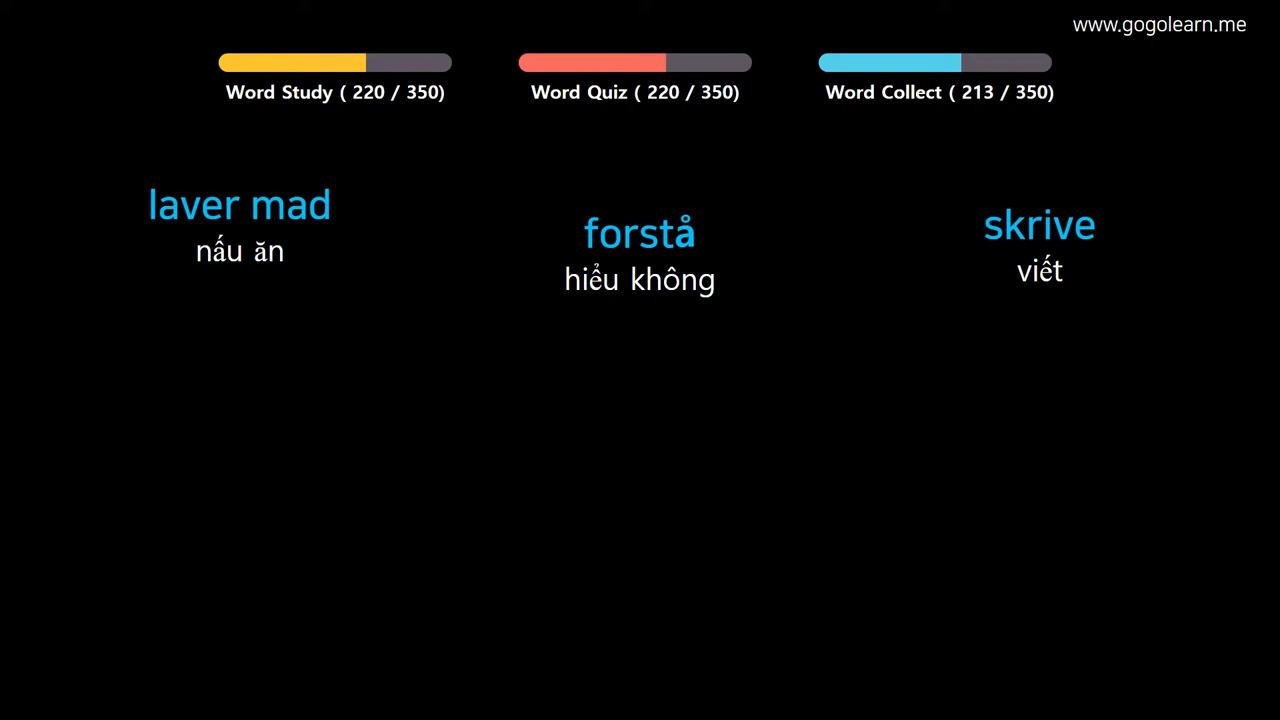 www.gogolearn.me
Word Study ( 220 / 350)
Word Quiz ( 220 / 350)
Word Collect ( 213 / 350)
laver mad
nấu ăn
forstå
hiểu không
skrive
viết